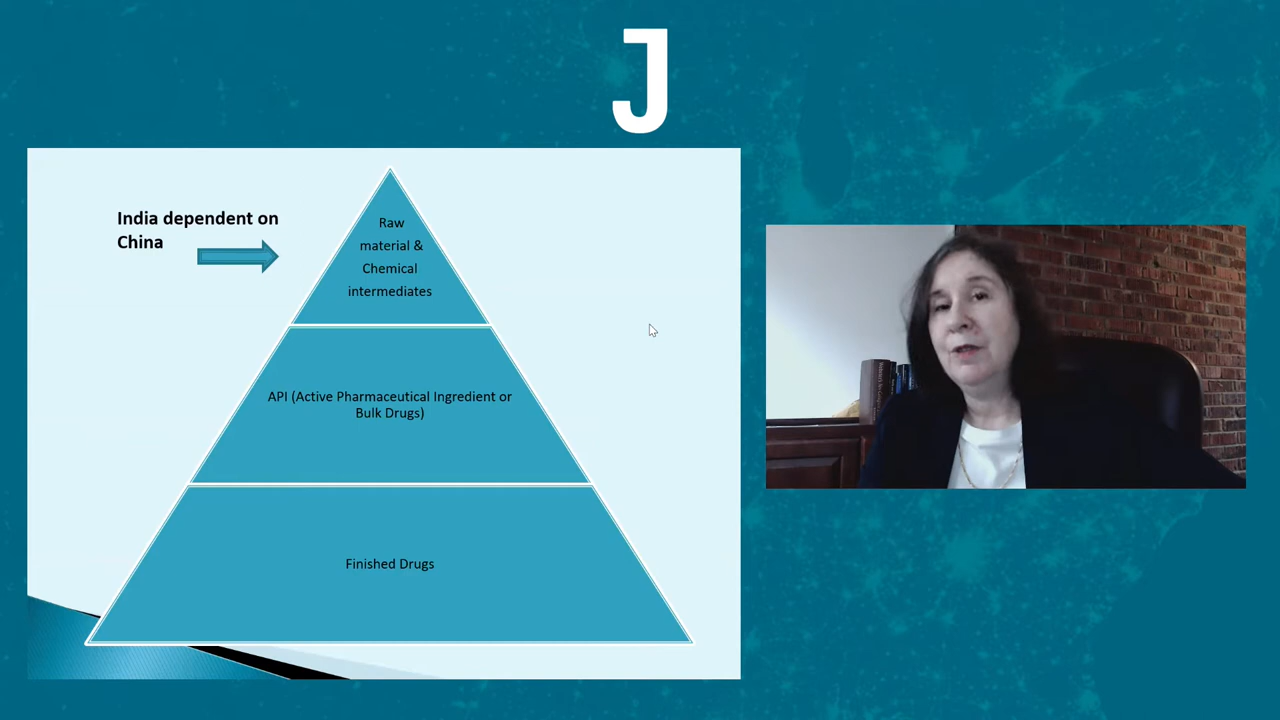 J
India dependent on
China
Raw
material &
Chemical
intermediates
API (Active Pharmaceutical Ingredient or
Bulk Drugs)
Finished Drugs